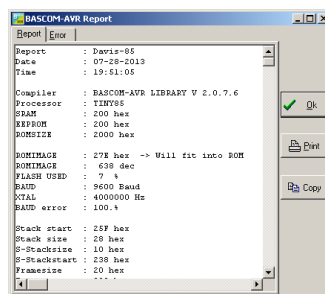 BASCOM-AVR Report
Report Error
Report : Davis-85
Date : 07-28-2013
Time : 19:51:05
Compiler : BASCOM-AVR LIBRARY V 2.0.7.6
Processor : TINY85
SRAM : 200 hex
EEPROM : 200 hex
ROMSIZE : 2000 hex
ROMIMAGE : 27E hex -> Will fit into ROM
ROMIMAGE : 638 dec
FLASH USED : 7 %
BAUD : 9600 Baud
XTAL : 4000000 Hz
BAUD error : 100.%
Stack start : 25F hex
Stack size : 28 hex
S-Stacksize : 10 hex
S-Stackstart : 238 hex
Framesize : 20 hex
Ok
Print
Copy